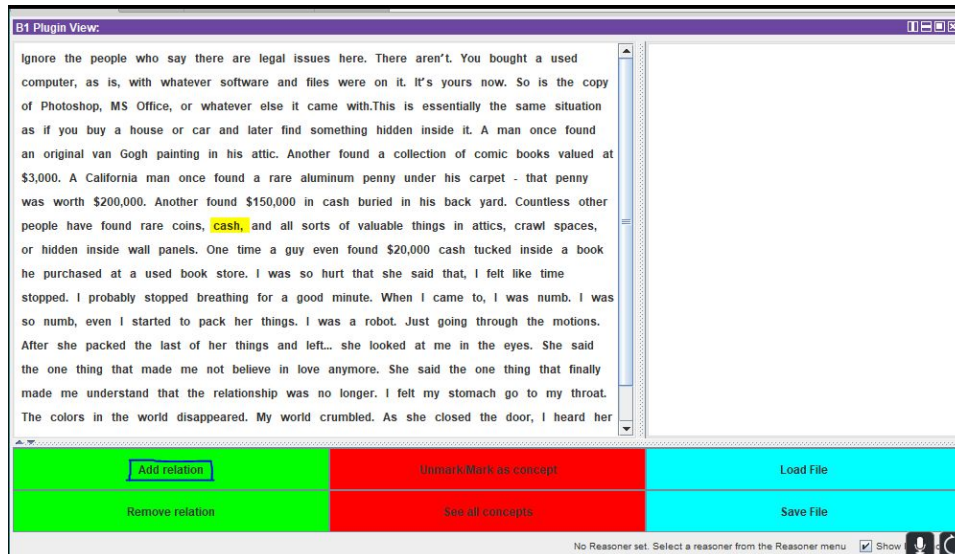 B1 Plugin View:
Ignore the people who say there are legal issues here. There aren't. You bought a used
computer, as is, with whatever software and files were on it. It's yours now. So is the copy
of Photoshop, MS Office, or whatever else it came with.This is essentially the same situation
as if you buy a house or car and later find something hidden inside it. A man once found
an original van Gogh painting in his attic. Another found a collection of comic books valued at
$3,000. A California man once found a rare aluminum penny under his carpet - that penny
was worth $200,000. Another found $150,000 in cash buried in his back yard. Countless other
people have found rare coins, cash, and all sorts of valuable things in attics, crawl spaces,
or hidden inside wall panels. One time a guy even found $20,000 cash tucked inside a book
he purchased at a used book store. I was so hurt that she said that, I felt like time
stopped. I probably stopped breathing for a good minute. When I came to, I was numb. I was
so numb, even I started to pack her things. I was a robot. Just going through the motions.
After she packed the last of her things and left... she looked at me in the eyes. She said
the one thing that made me not believe in love anymore. She said the one thing that finally
made me understand that the relationship was no longer. I felt my stomach go to my throat.
The colors in the world disappeared. My world crumbled. As she closed the door, I heard her
Add relation
Unmark/Mark as concept
Load File
Remove relation
See all concepts
Save File
No Reasoner set. Select a reasoner from the Reasoner menu
Show